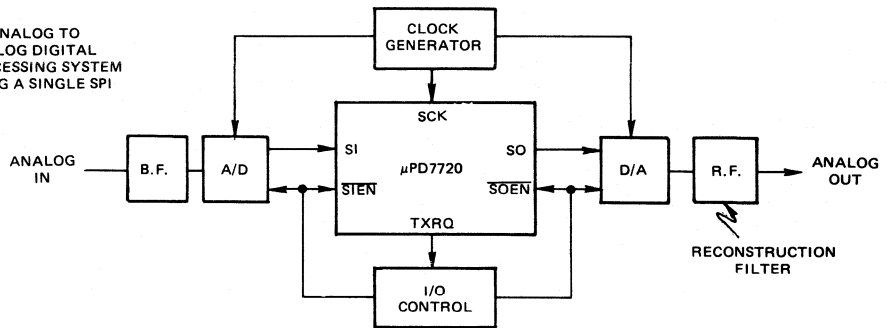 NALOG TO
LOG DIGITAL
CESSING SYSTEM
G A SINGLE SPI
CLOCK
GENERATOR
SCK
ANALOG
IN
B.F.
A/D
SI
SIEN
µPD7720
SO
SOEN
TXRQ
D/A
R.F.
ANALOG
OUT
RECONSTRUCTION
FILTER
I/O
CONTROL